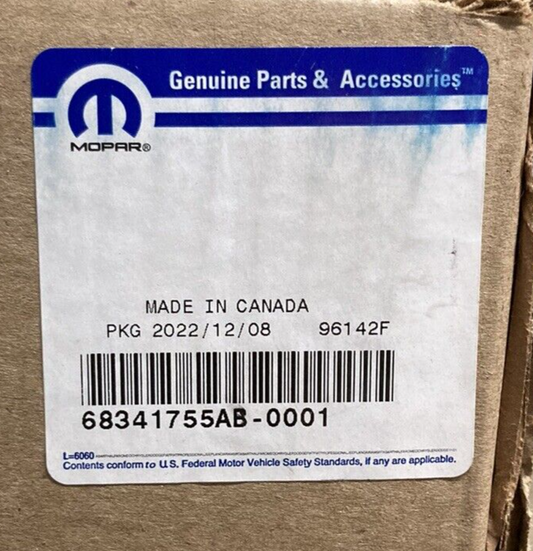 Genuine Parts & Accessories™
MOPAR®
MADE IN CANADA
PKG 2022/12/08 96142F
68341755AB-0001
L=6060
Contents conform to U.S. Federal Motor Vehicle Safety Standards, if any are applicable.